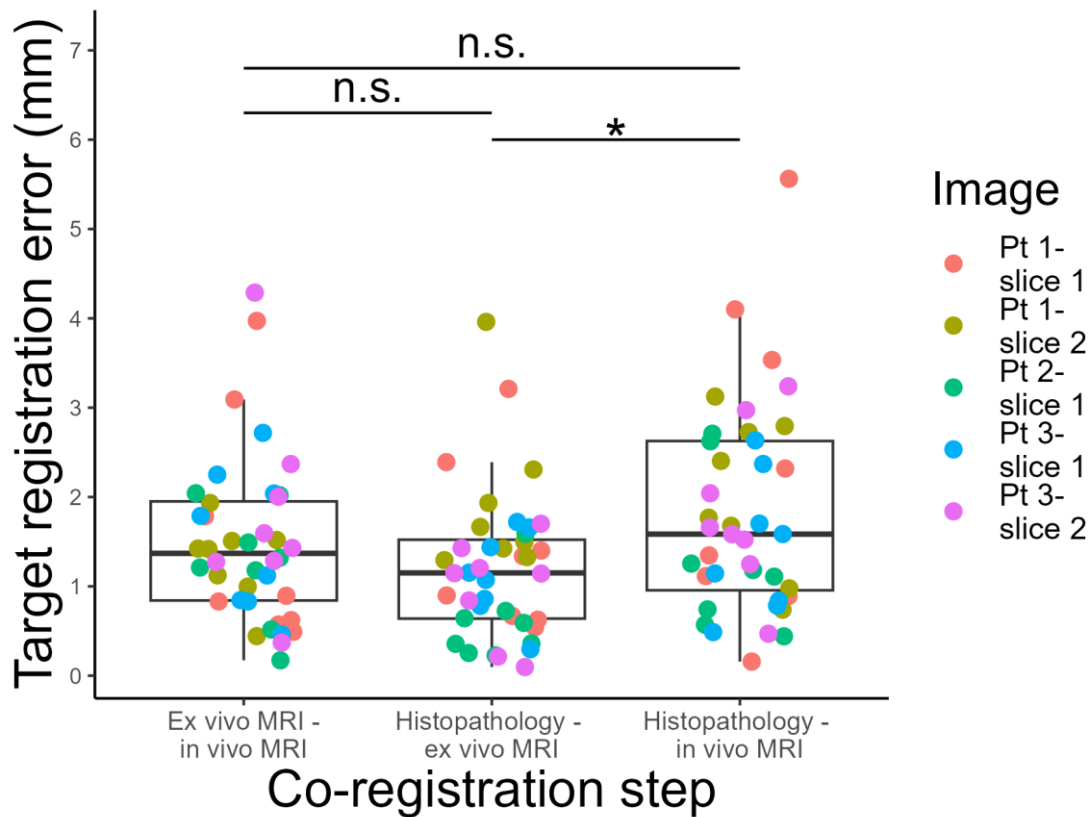 Target registration error (mm)
7
6
5
4
3
2
1
0
n.s.
n.s.
*
Ex vivo MRI -
in vivo MRI
Histopathology -
ex vivo MRI
Histopathology -
in vivo MRI
Co-registration step
Image
Pt 1-
slice 1
Pt 1-
slice 2
Pt 2-
slice 1
Pt 3-
slice 1
Pt 3-
slice 2